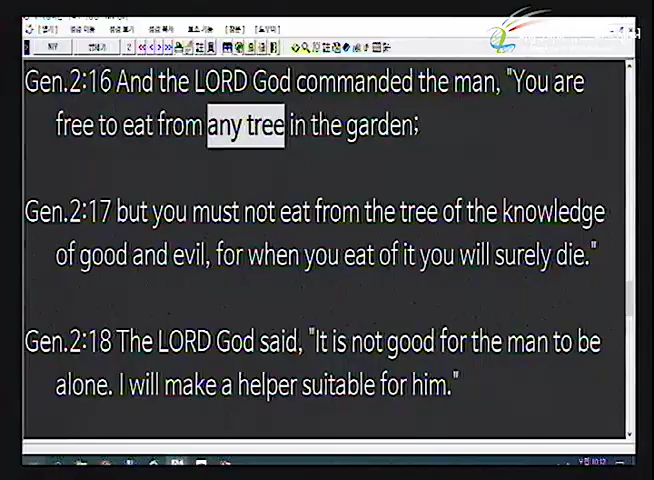 NIV
2
Gen.2:16 And the LORD God commanded the man, "You are
free to eat from any tree in the garden;
Gen.2:17 but you must not eat from the tree of the knowledge
of good and evil, for when you eat of it you will surely die."
Gen.2:18 The LORD God said, "It is not good for the man to be
alone. I will make a helper suitable for him."